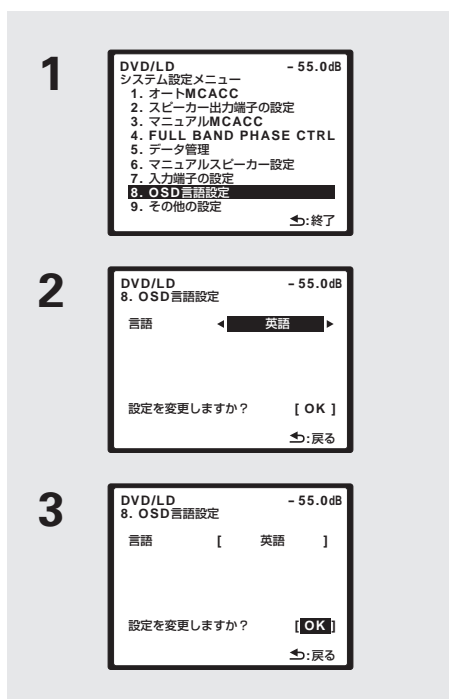 1
DVD/LD – 55.0dB
システム設定メニュー
1. オートMCACC
2. スピーカー出力端子の設定
3. マニュアルMCACC
4. FULL BAND PHASE CTRL
5. データ管理
6. マニュアルスピーカー設定
7. 入力端子の設定
8. OSD言語設定
9. その他の設定
:終了
2
DVD/LD – 55.0dB
8. OSD言語設定
言語 英語
設定を変更しますか? [ OK ]
:戻る
3
DVD/LD – 55.0dB
8. OSD言語設定
言語 [ 英語 ]
設定を変更しますか? [ OK ]
:戻る